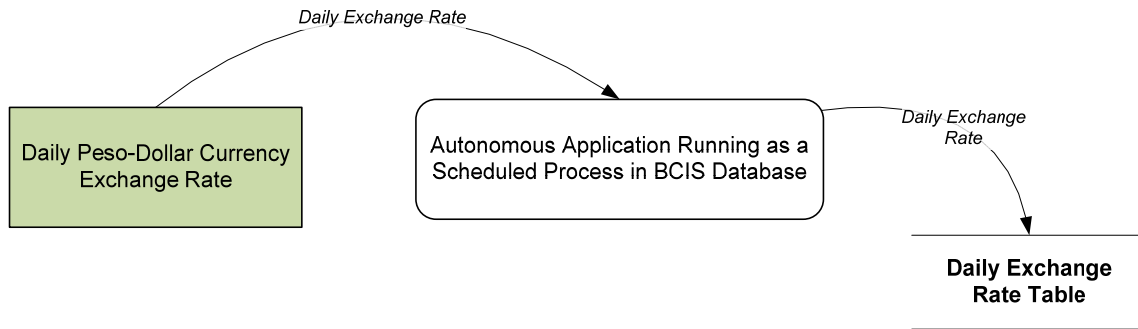 Daily Exchange Rate
Daily Peso-Dollar Currency
Exchange Rate
Autonomous Application Running as a
Scheduled Process in BCIS Database
Daily Exchange
Rate
Daily Exchange
Rate Table